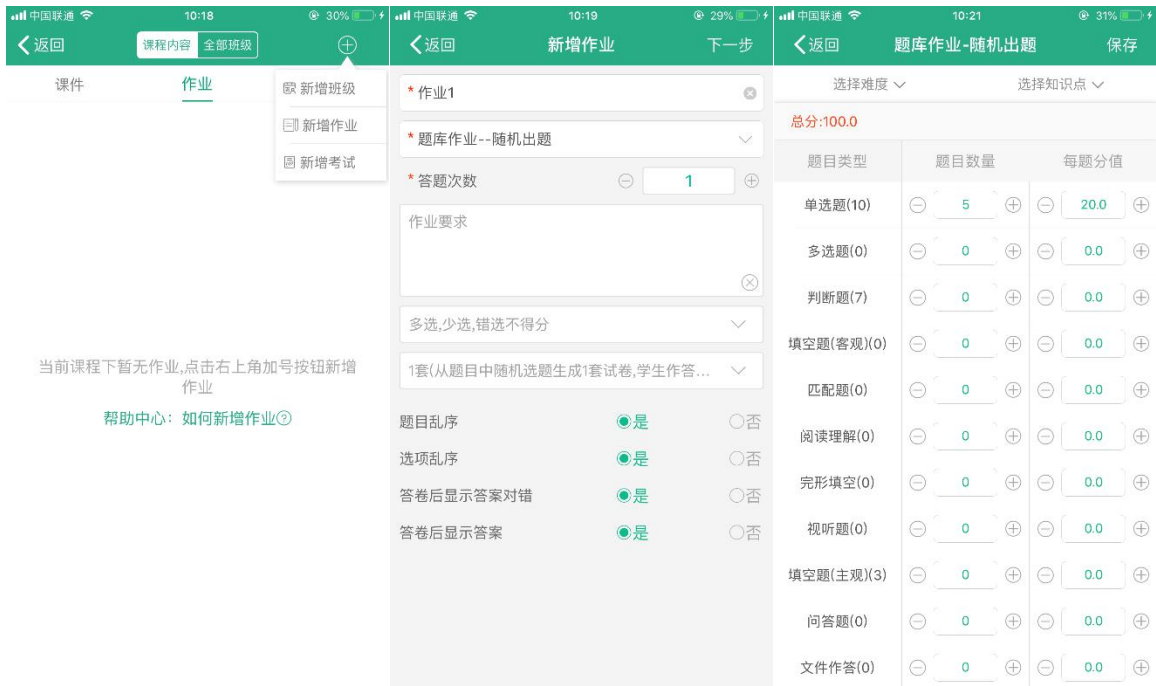 中国联通 10:18 30%
返回 课程内容 全部班级
课件 作业
新增班级
新增作业
新增考试
当前课程下暂无作业,点击右上角加号按钮新增
作业
帮助中心：如何新增作业?
中国联通 10:19 29%
返回 新增作业 下一步
*作业1
*题库作业--随机出题
*答题次数 1
作业要求
多选,少选,错选不得分
1套(从题目中随机选题生成1套试卷,学生作答...
题目乱序 是 否
选项乱序 是 否
答卷后显示答案对错 是 否
答卷后显示答案 是 否
中国联通 10:21 31%
返回 题库作业-随机出题 保存
选择难度 选择知识点
总分:100.0
题目类型 题目数量 每题分值
单选题(10) 5 20.0
多选题(0) 0 0.0
判断题(7) 0 0.0
填空题(客观)(0) 0 0.0
匹配题(0) 0 0.0
阅读理解(0) 0 0.0
完形填空(0) 0 0.0
视听题(0) 0 0.0
填空题(主观)(3) 0 0.0
问答题(0) 0 0.0
文件作答(0) 0 0.0